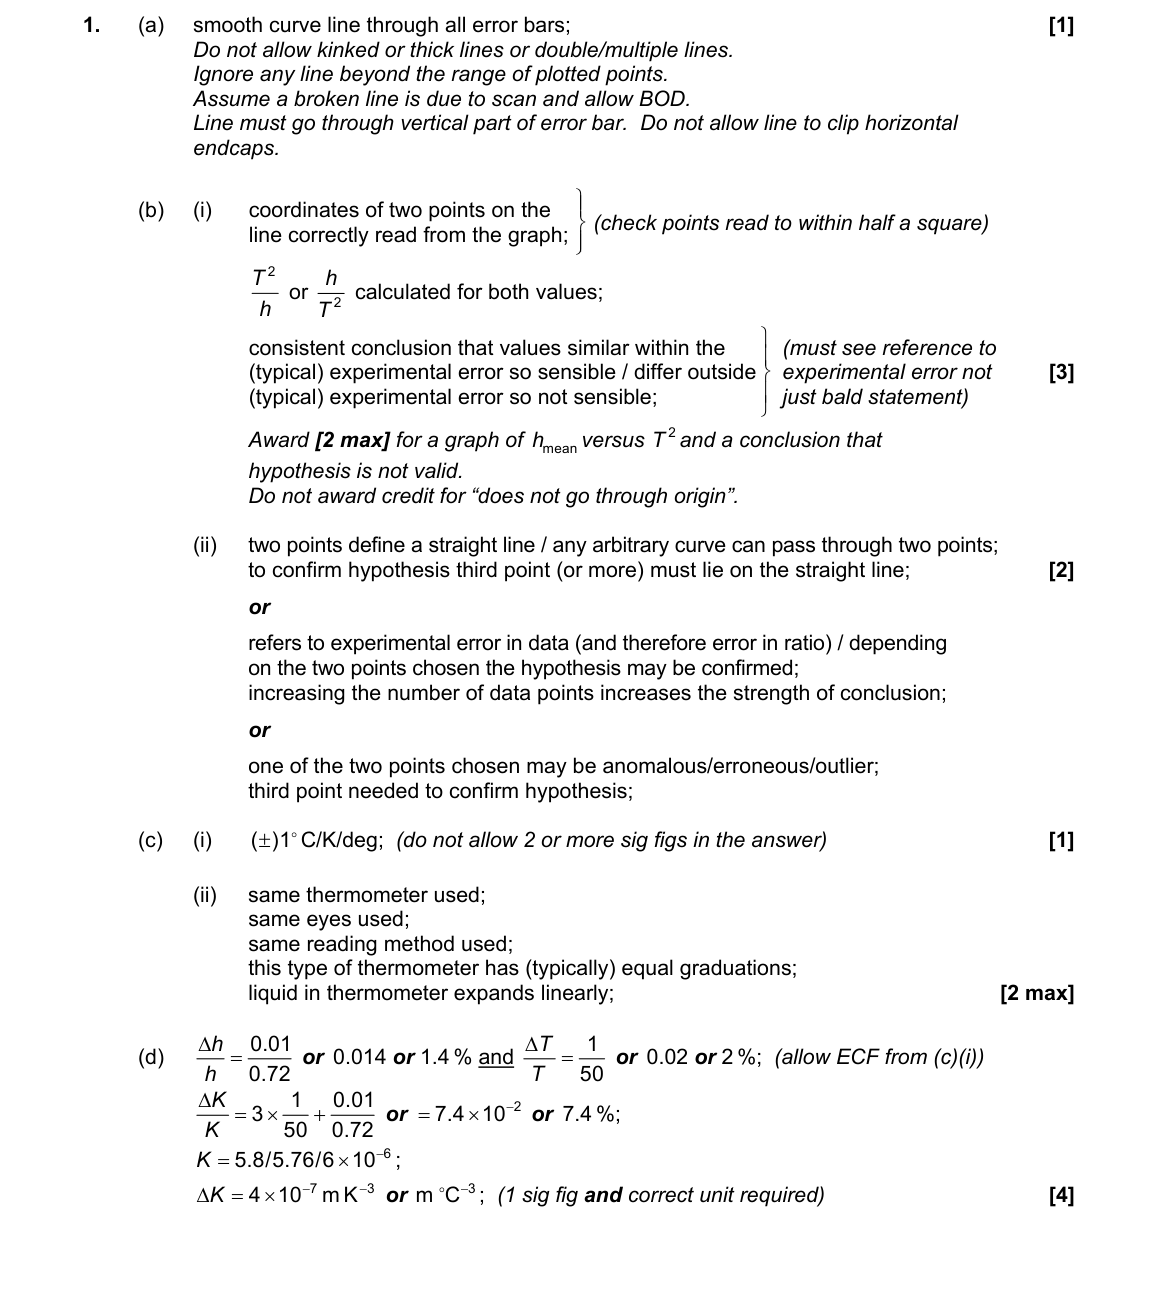 1. (a) smooth curve line through all error bars; [1]
Do not allow kinked or thick lines or double/multiple lines.
Ignore any line beyond the range of plotted points.
Assume a broken line is due to scan and allow BOD.
Line must go through vertical part of error bar. Do not allow line to clip horizontal
endcaps.
(b) (i) coordinates of two points on the
line correctly read from the graph; } (check points read to within half a square)
T²/h or h/T² calculated for both values;
consistent conclusion that values similar within the (must see reference to
(typical) experimental error so sensible / differ outside } experimental error not [3]
(typical) experimental error so not sensible; just bald statement)
Award [2 max] for a graph of h_mean versus T² and a conclusion that
hypothesis is not valid.
Do not award credit for “does not go through origin”.
(ii) two points define a straight line / any arbitrary curve can pass through two points;
to confirm hypothesis third point (or more) must lie on the straight line; [2]
or
refers to experimental error in data (and therefore error in ratio) / depending
on the two points chosen the hypothesis may be confirmed;
increasing the number of data points increases the strength of conclusion;
or
one of the two points chosen may be anomalous/erroneous/outlier;
third point needed to confirm hypothesis;
(c) (i) (±)1°C/K/deg; (do not allow 2 or more sig figs in the answer) [1]
(ii) same thermometer used;
same eyes used;
same reading method used;
this type of thermometer has (typically) equal graduations;
liquid in thermometer expands linearly; [2 max]
(d) Δh/h = 0.01/0.72 or 0.014 or 1.4 % and ΔT/T = 1/50 or 0.02 or 2 %; (allow ECF from (c)(i))
ΔK/K = 3 × 1/50 + 0.01/0.72 or = 7.4 × 10⁻² or 7.4 %;
K = 5.8/5.76/6 × 10⁻⁶;
ΔK = 4 × 10⁻⁷ m K⁻³ or m °C⁻³; (1 sig fig and correct unit required) [4]